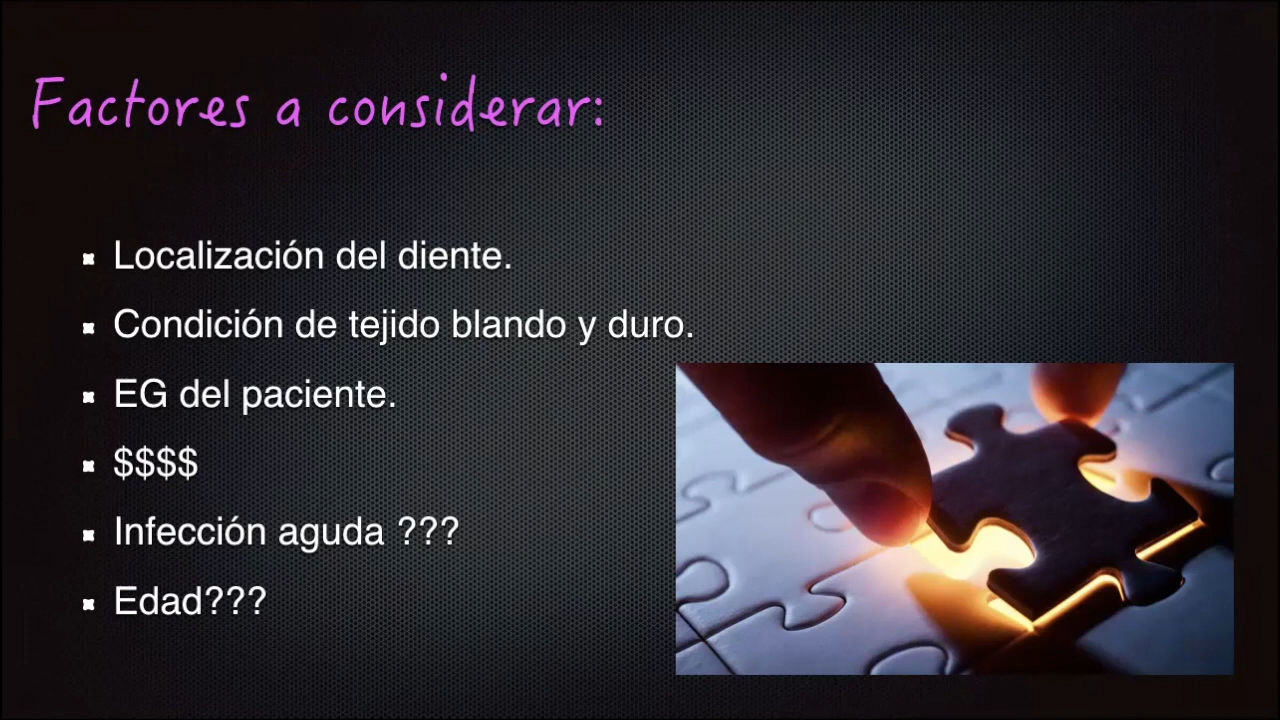 Factores a considerar:
Localización del diente.
Condición de tejido blando y duro.
EG del paciente.
$$$$
Infección aguda ???
Edad???